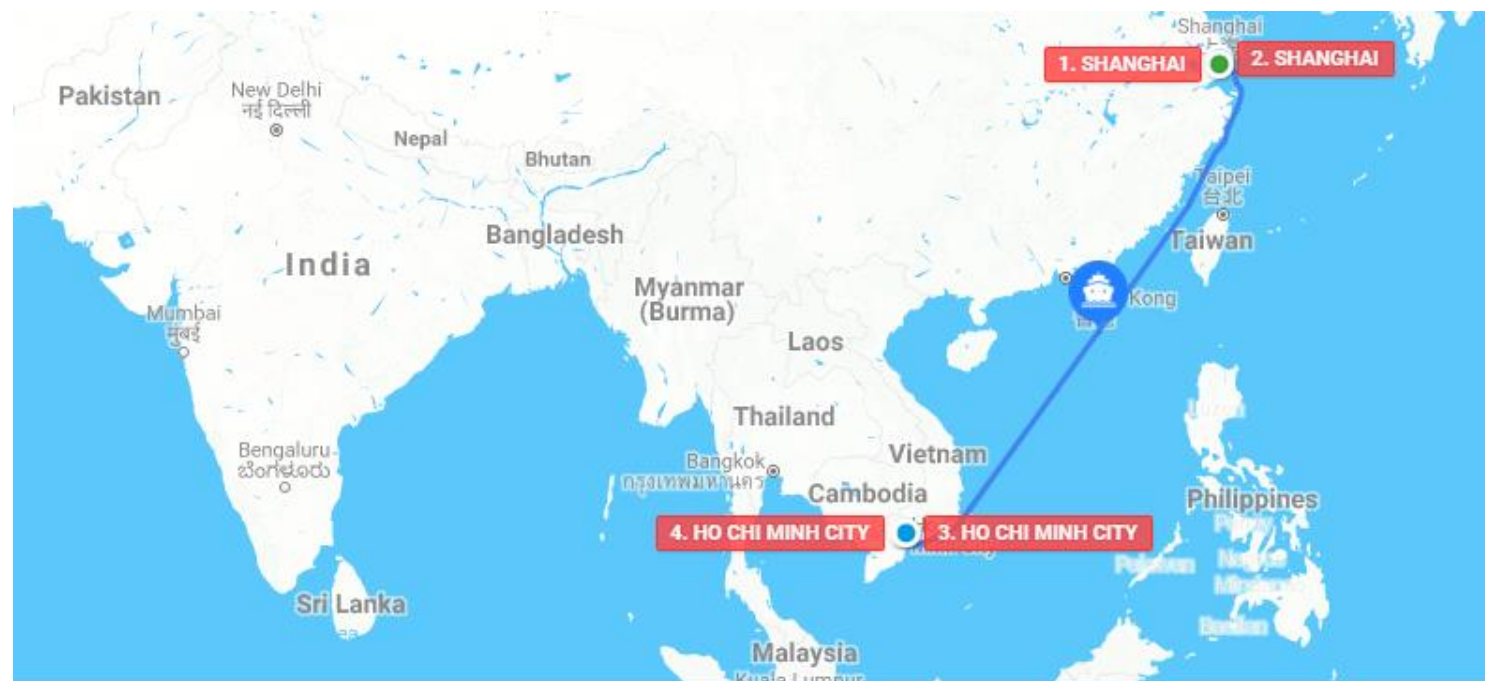 Shanghai
1. SHANGHAI
2. SHANGHAI
Pakistan
New Delhi
नई दिल्ली
Nepal
Bhutan
Taipei
台北
Bangladesh
Taiwan
India
Myanmar
(Burma)
Kong
Mumbai
मुंबई
Laos
Thailand
Bengaluru
ಬೆಂಗಳೂರು
Vietnam
Bangkok
กรุงเทพมหานคร
Cambodia
Philippines
4. HO CHI MINH CITY
3. HO CHI MINH CITY
Sri Lanka
Malaysia
Kuala Lumpur